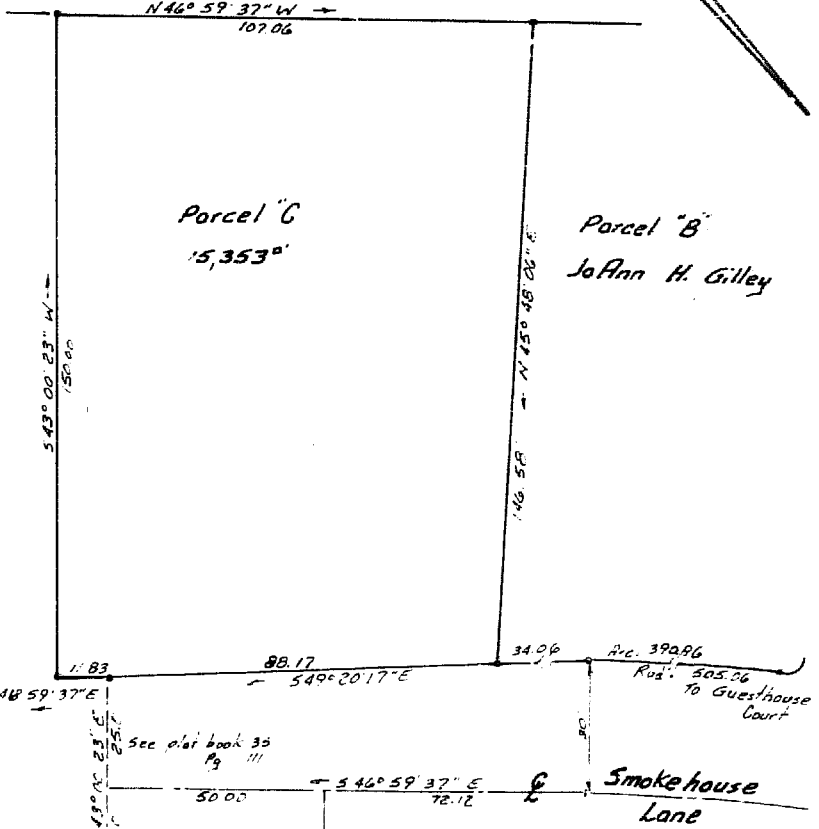 N 46° 59' 37" W
107.06
Parcel "C
15,353
Parcel "B"
JoAnn H. Gilley
S 43° 00' 23" W
150.00
N 45° 48' 06" E
146.58
11.83
88.17
S 49° 20' 17" E
34.06
Arc. 390.86
Rad. 505.06
To Guesthouse
Court
59' 37" E
23' E
See plat book 35
Pg 111
30'
50.00
S 46° 59' 37" E
72.12
Smokehouse
Lane